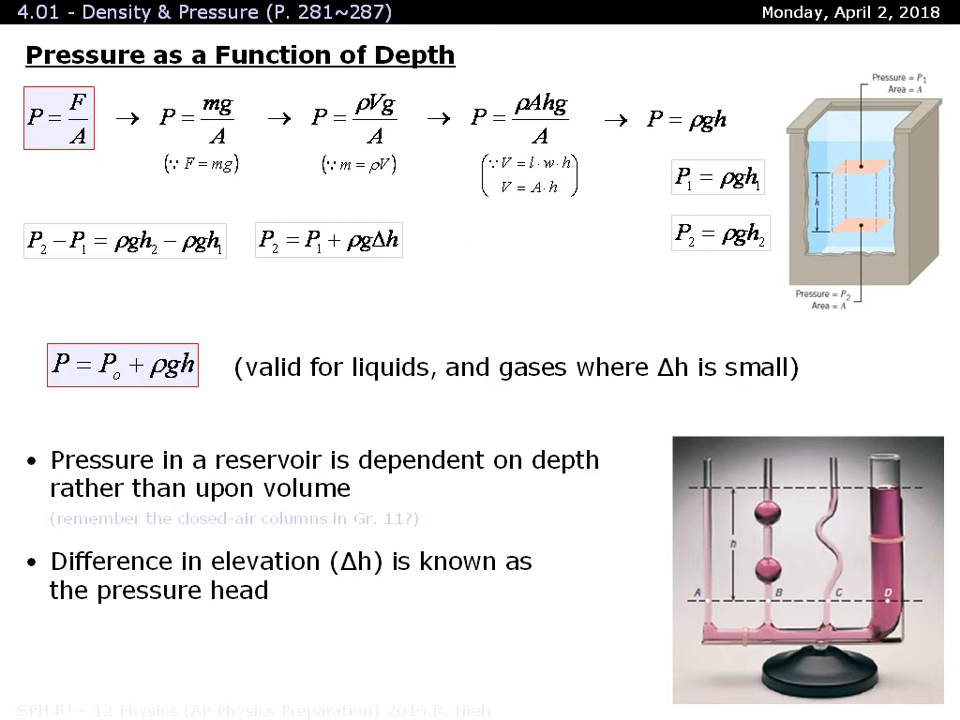 4.01 - Density & Pressure (P. 281~287)
Monday, April 2, 2018
Pressure as a Function of Depth
P = F/A → P = mg/A → P = ρVg/A → P = ρAhg/A → P = ρgh
(∵ F = mg)
(∵ m = ρV)
(∵ V = l · w · h
V = A · h)
P₁ = ρgh₁
P₂ = ρgh₂
P₂ − P₁ = ρgh₂ − ρgh₁
P₂ = P₁ + ρgΔh
Pressure = P₁
Area = A
h
Pressure = P₂
Area = A
P = Pₒ + ρgh
(valid for liquids, and gases where Δh is small)
• Pressure in a reservoir is dependent on depth
rather than upon volume
(remember the closed-air columns in Gr. 11?)
• Difference in elevation (Δh) is known as
the pressure head
h
A B C D
SPH4U – 12 Physics (AP Physics Preparation) 2016 R. Nieh